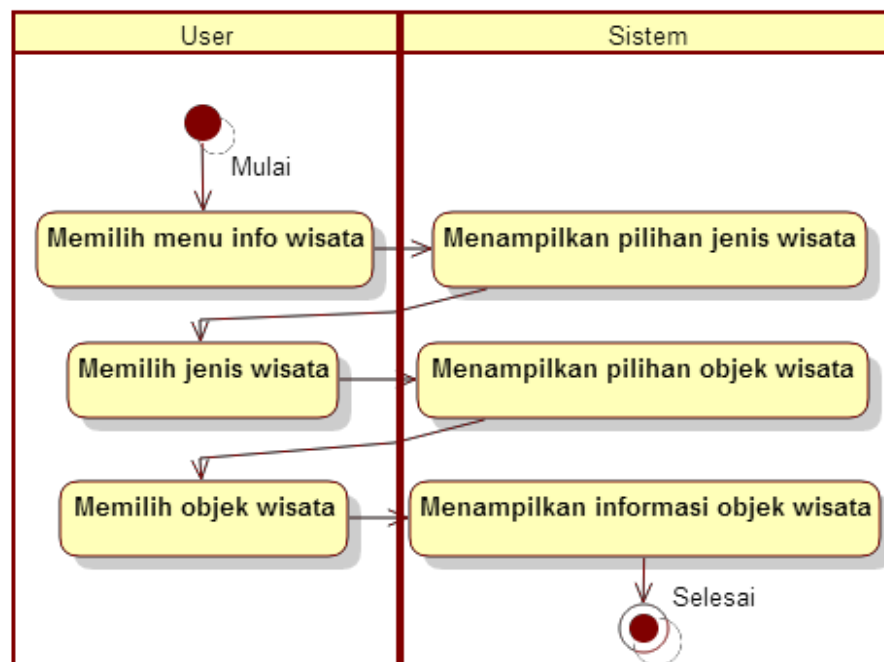 User
Sistem
Mulai
Memilih menu info wisata
Menampilkan pilihan jenis wisata
Memilih jenis wisata
Menampilkan pilihan objek wisata
Memilih objek wisata
Menampilkan informasi objek wisata
Selesai